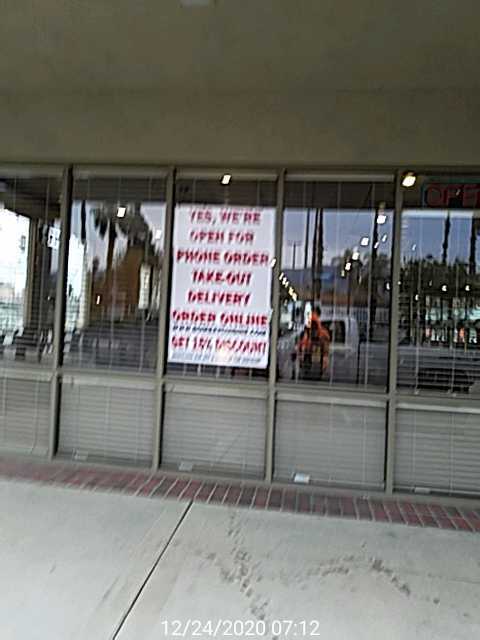 YES, WE'RE
OPEN FOR
PHONE ORDER
TAKE-OUT
DELIVERY
ORDER ONLINE
GET 15% DISCOUNT
OPEN
12/24/2020 07:12